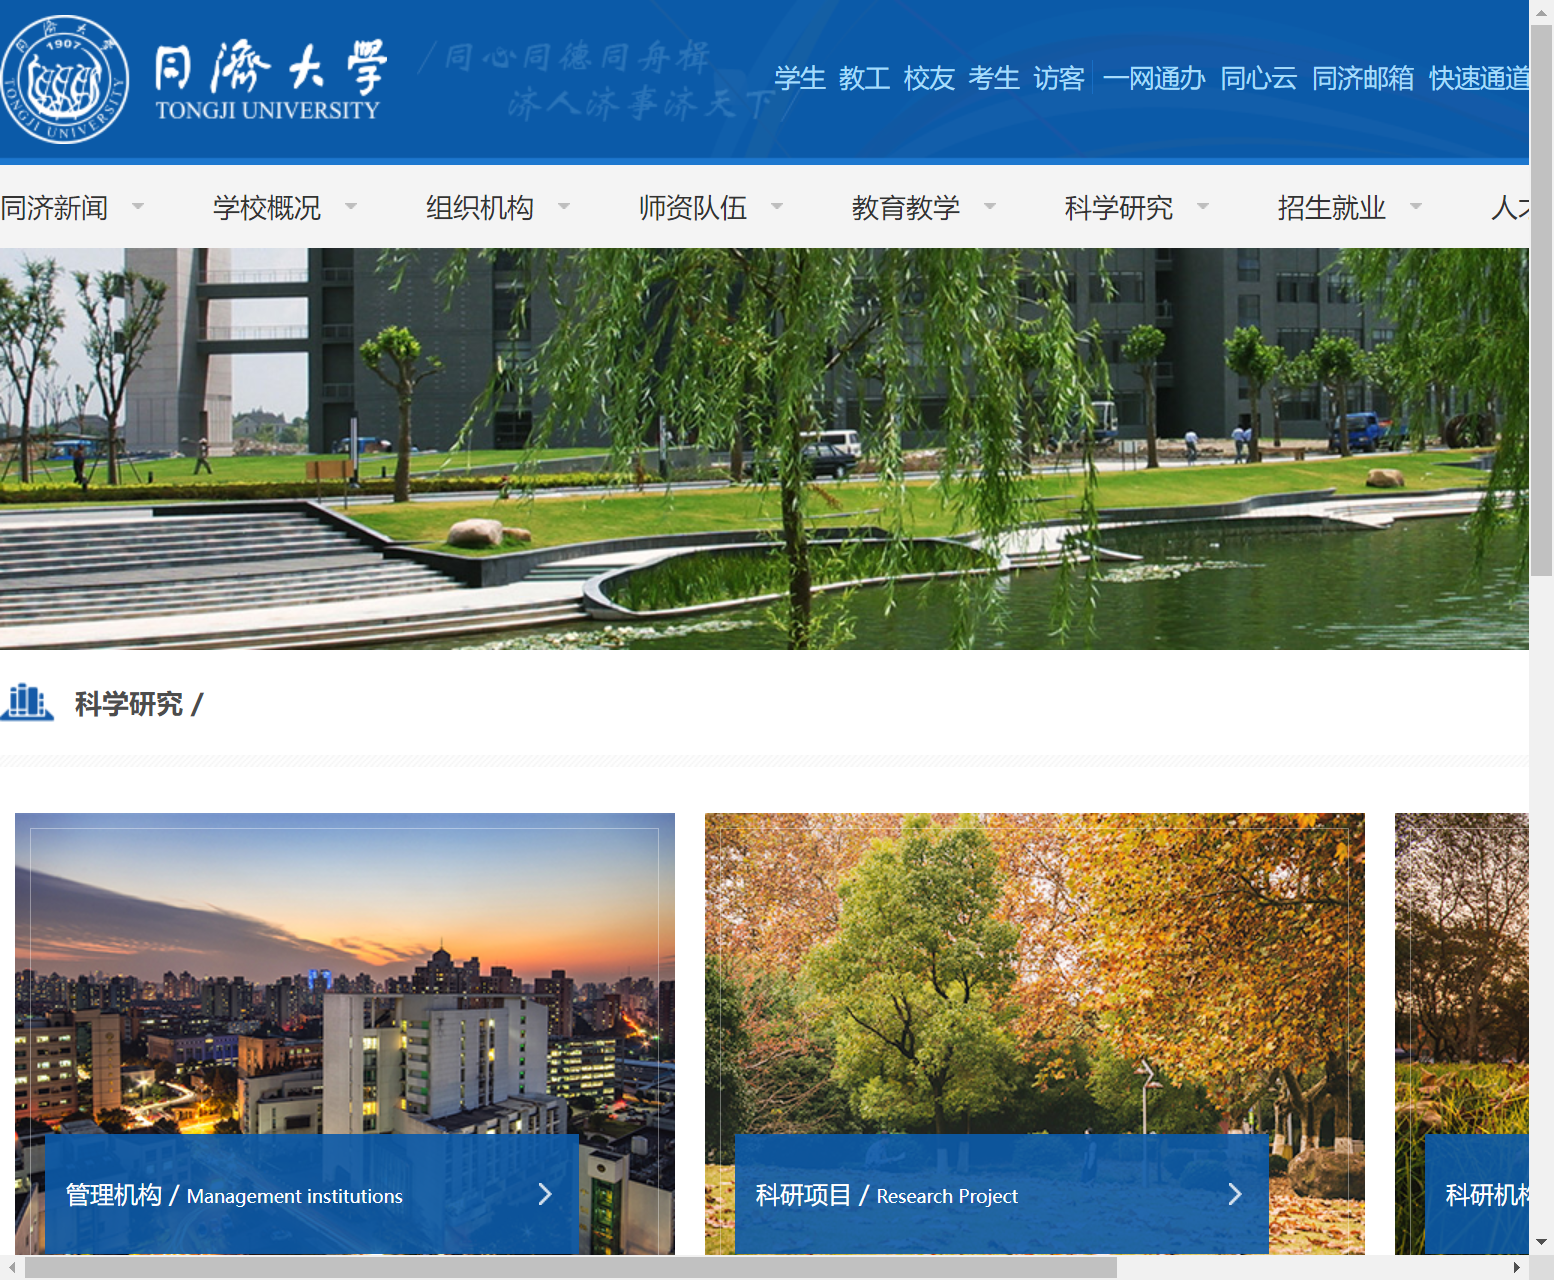 1907
TONGJI UNIVERSITY
同濟大學
TONGJI UNIVERSITY
同心同德同舟楫
济人济事济天下
学生 教工 校友 考生 访客 一网通办 同心云 同济邮箱 快速通道
同济新闻 学校概况 组织机构 师资队伍 教育教学 科学研究 招生就业 人才
科学研究 /
管理机构 / Management institutions
科研项目 / Research Project
科研机构